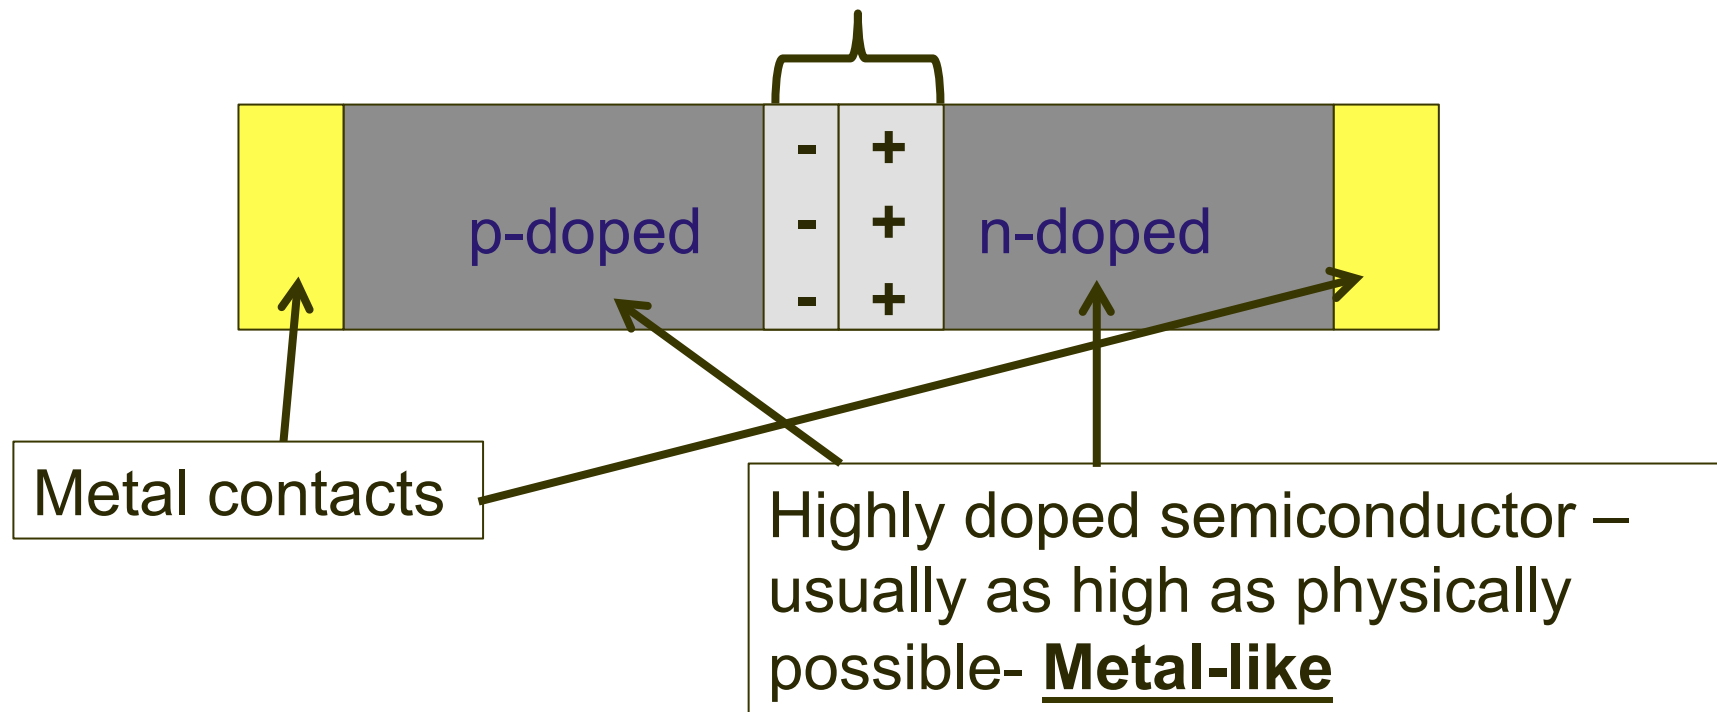 - +
p-doped - + n-doped
- +
Metal contacts
Highly doped semiconductor –
usually as high as physically
possible- Metal-like